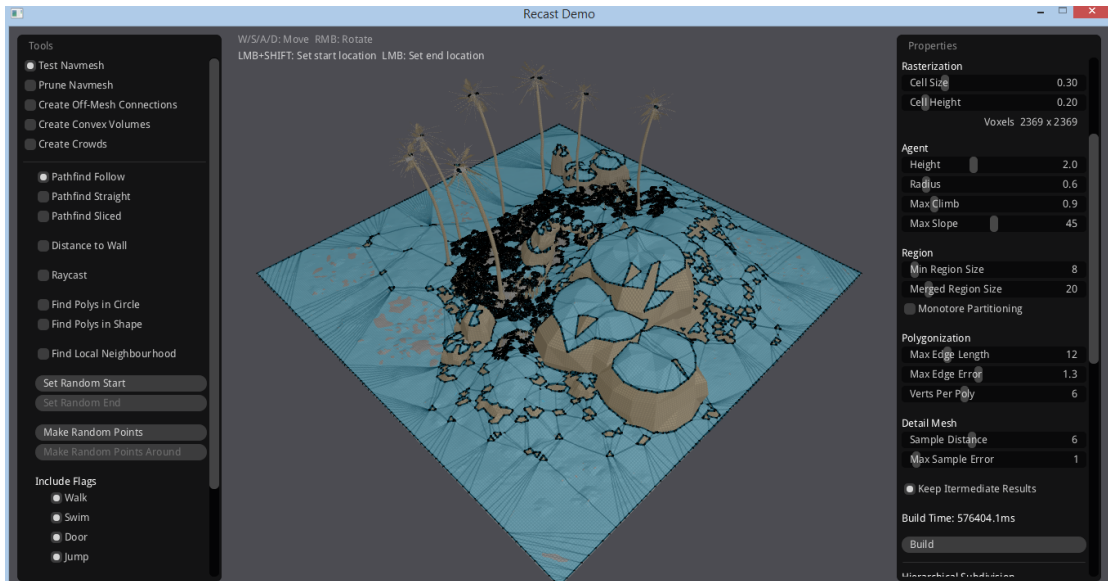 Recast Demo
Tools
Test Navmesh
Prune Navmesh
Create Off-Mesh Connections
Create Convex Volumes
Create Crowds
Pathfind Follow
Pathfind Straight
Pathfind Sliced
Distance to Wall
Raycast
Find Polys in Circle
Find Polys in Shape
Find Local Neighbourhood
Set Random Start
Set Random End
Make Random Points
Make Random Points Around
Include Flags
Walk
Swim
Door
Jump
W/S/A/D: Move RMB: Rotate
LMB+SHIFT: Set start location LMB: Set end location
Properties
Rasterization
Cell Size 0.30
Cell Height 0.20
Voxels 2369 x 2369
Agent
Height 2.0
Radius 0.6
Max Climb 0.9
Max Slope 45
Region
Min Region Size 8
Merged Region Size 20
Monotore Partitioning
Polygonization
Max Edge Length 12
Max Edge Error 1.3
Verts Per Poly 6
Detail Mesh
Sample Distance 6
Max Sample Error 1
Keep Itermediate Results
Build Time: 576404.1ms
Build
Hierarchical Subdivision